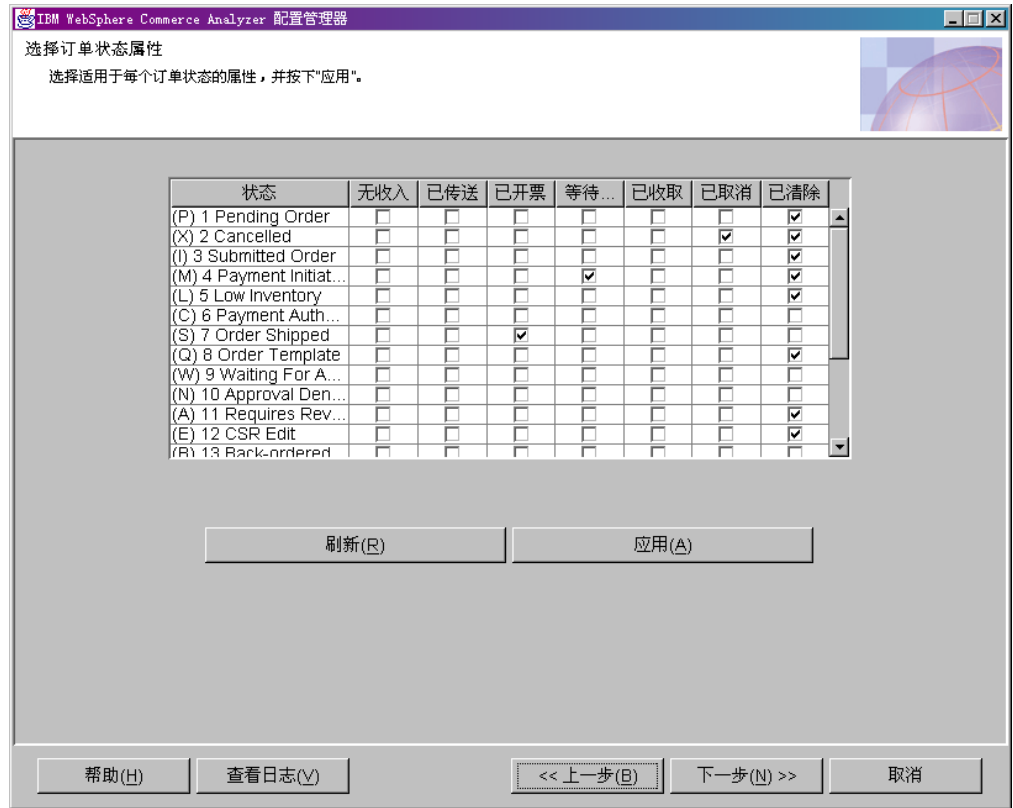 IBM WebSphere Commerce Analyzer 配置管理器
选择订单状态属性
选择适用于每个订单状态的属性，并按下"应用"。
状态 无收入 已传送 已开票 等待... 已收取 已取消 已清除
(P) 1 Pending Order
(X) 2 Cancelled
(I) 3 Submitted Order
(M) 4 Payment Initiat...
(L) 5 Low Inventory
(C) 6 Payment Auth...
(S) 7 Order Shipped
(Q) 8 Order Template
(W) 9 Waiting For A...
(N) 10 Approval Den...
(A) 11 Requires Rev...
(E) 12 CSR Edit
(B) 13 Back-ordered
刷新(R) 应用(A)
帮助(H) 查看日志(V) << 上一步(B) 下一步(N) >> 取消